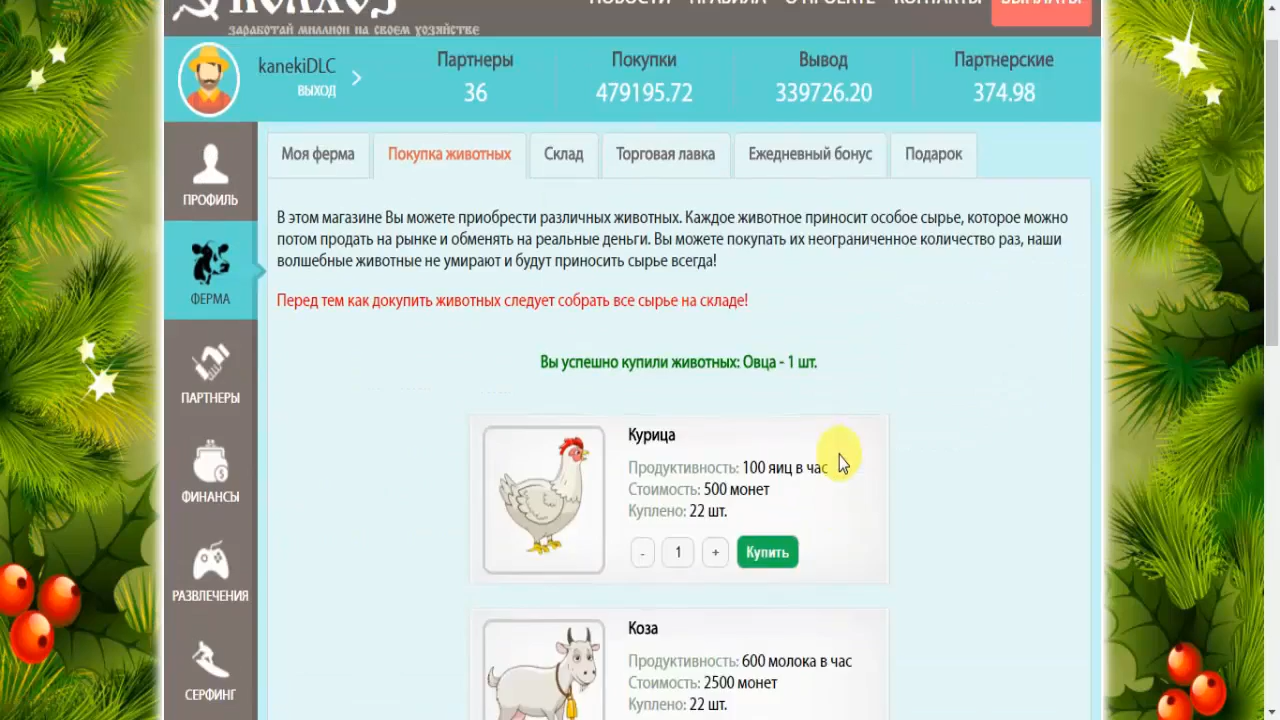 КОЛХОЗ
заработай миллион на своем хозяйстве
НОВОСТИ ПРАВИЛА О ПРОЕКТЕ КОНТАКТЫ ВЫПЛАТЫ
kanekiDLC
ВЫХОД
Партнеры
36
Покупки
479195.72
Вывод
339726.20
Партнерские
374.98
ПРОФИЛЬ
ФЕРМА
ПАРТНЕРЫ
ФИНАНСЫ
РАЗВЛЕЧЕНИЯ
СЕРФИНГ
Моя ферма Покупка животных Склад Торговая лавка Ежедневный бонус Подарок
В этом магазине Вы можете приобрести различных животных. Каждое животное приносит особое сырье, которое можно
потом продать на рынке и обменять на реальные деньги. Вы можете покупать их неограниченное количество раз, наши
волшебные животные не умирают и будут приносить сырье всегда!
Перед тем как докупить животных следует собрать все сырье на складе!
Вы успешно купили животных: Овца - 1 шт.
Курица
Продуктивность: 100 яиц в час
Стоимость: 500 монет
Куплено: 22 шт.
- 1 + Купить
Коза
Продуктивность: 600 молока в час
Стоимость: 2500 монет
Куплено: 22 шт.